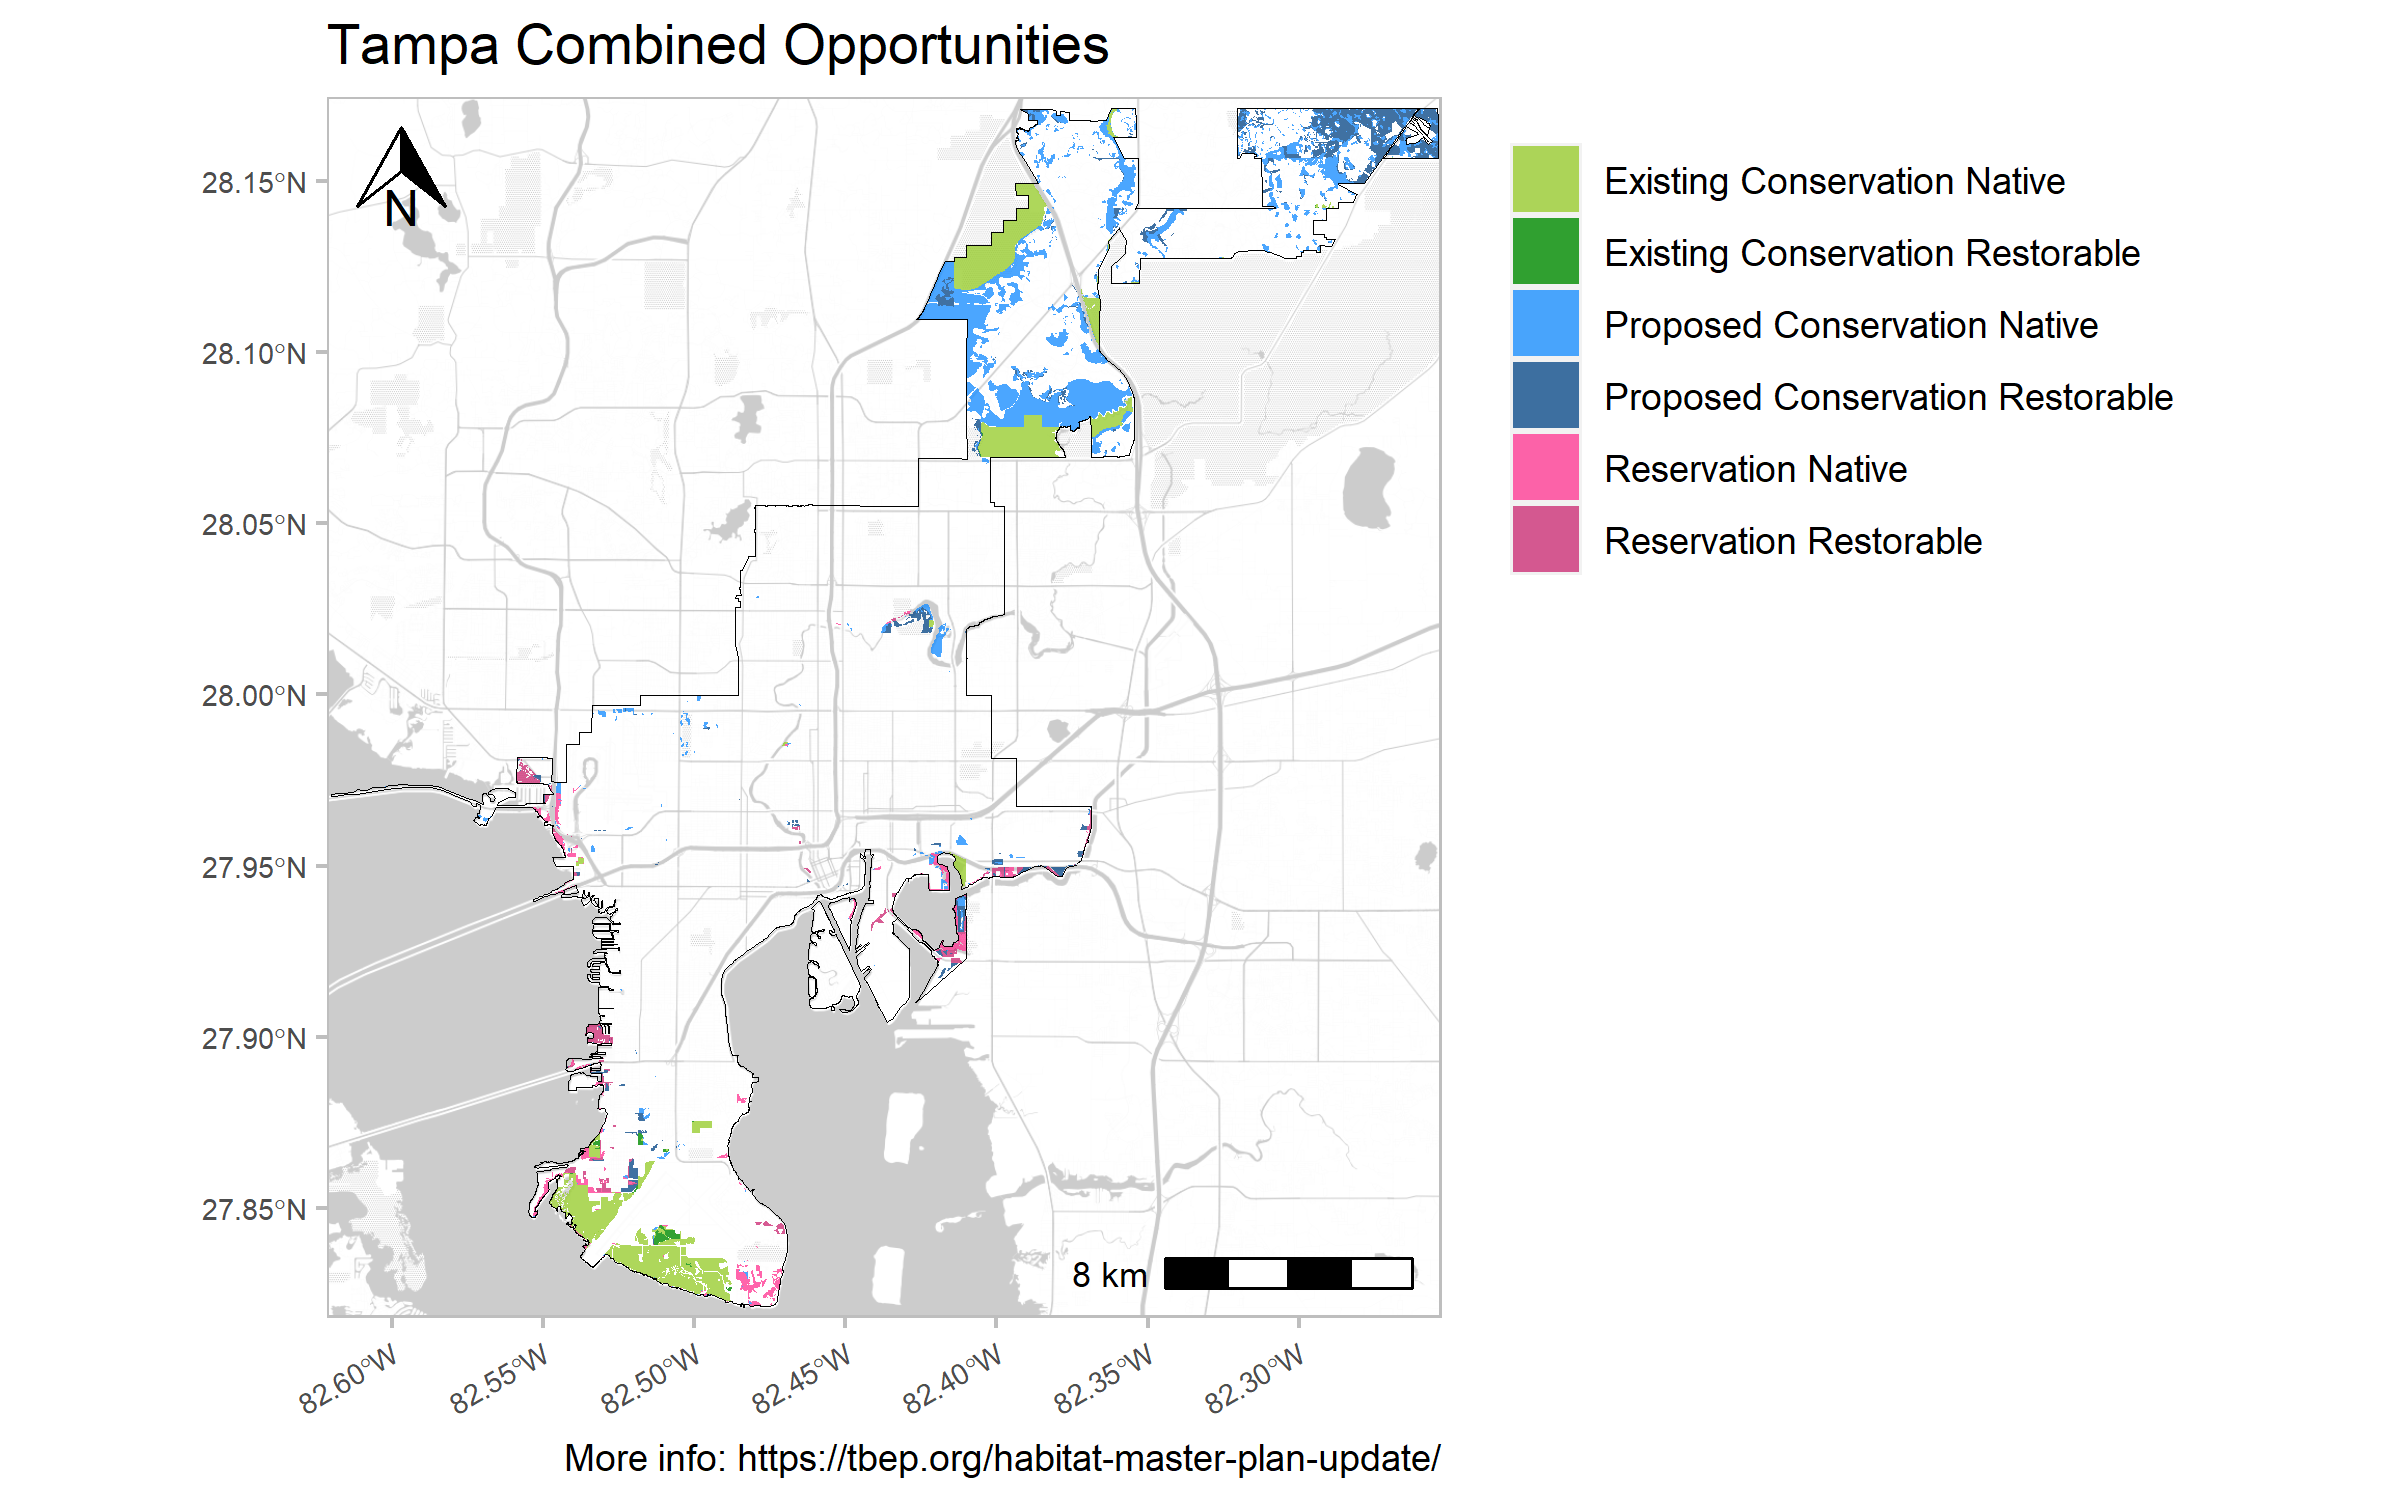 Tampa Combined Opportunities
N
28.15°N
28.10°N
28.05°N
28.00°N
27.95°N
27.90°N
27.85°N
82.60°W
82.55°W
82.50°W
82.45°W
82.40°W
82.35°W
82.30°W
8 km
Existing Conservation Native
Existing Conservation Restorable
Proposed Conservation Native
Proposed Conservation Restorable
Reservation Native
Reservation Restorable
More info: https://tbep.org/habitat-master-plan-update/